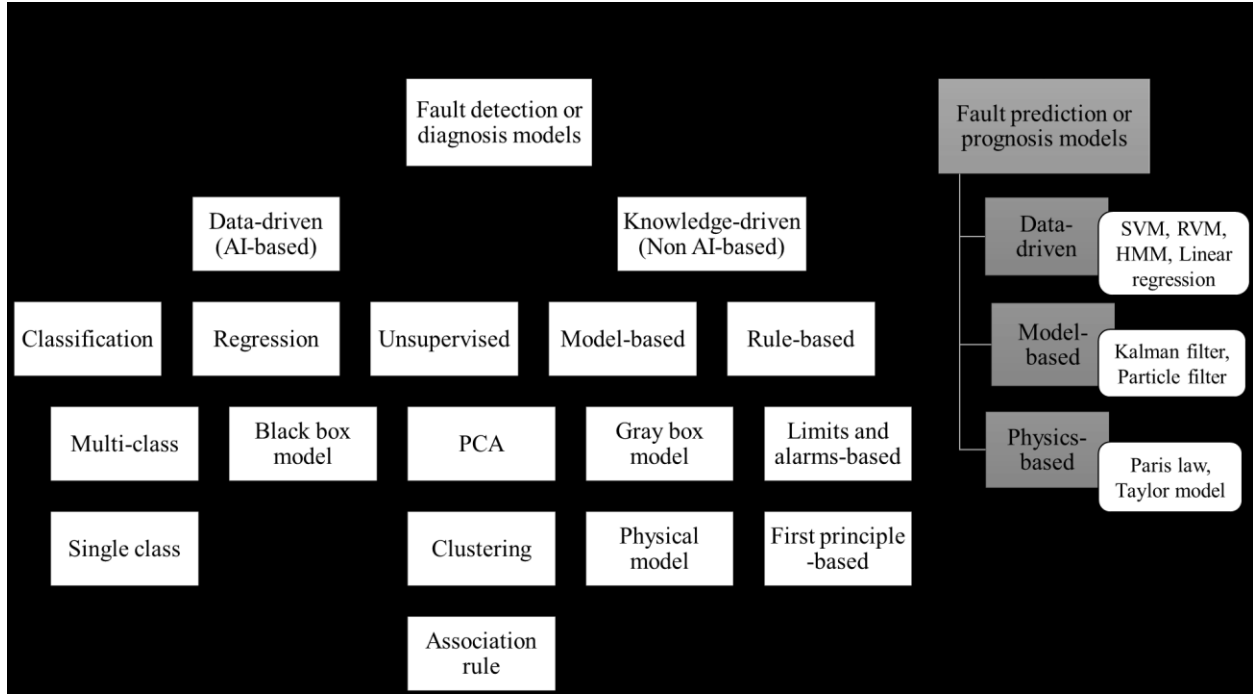 Fault detection or
diagnosis models
Data-driven
(AI-based)
Knowledge-driven
(Non AI-based)
Classification
Regression
Unsupervised
Model-based
Rule-based
Multi-class
Black box
model
PCA
Gray box
model
Limits and
alarms-based
Single class
Clustering
Physical
model
First principle
-based
Association
rule
Fault prediction or
prognosis models
Data-
driven
SVM, RVM,
HMM, Linear
regression
Model-
based
Kalman filter,
Particle filter
Physics-
based
Paris law,
Taylor model